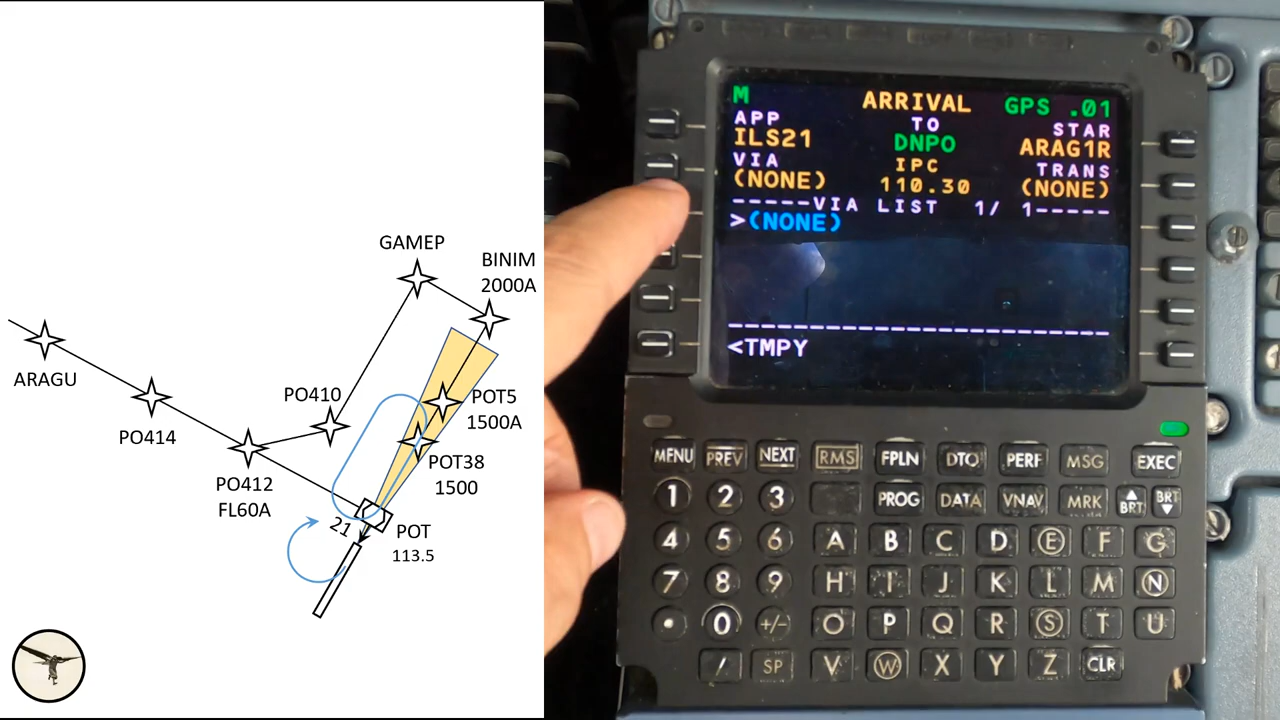 GAMEP
BINIM
2000A
ARAGU
PO410
POT5
1500A
PO414
POT38
1500
PO412
FL60A
21
POT
113.5
M ARRIVAL GPS .01
APP TO STAR
ILS21 DNPO ARAG1R
VIA IPC TRANS
(NONE) 110.30 (NONE)
-----VIA LIST 1/ 1-----
>(NONE)
<TMPY
MENU PREV NEXT RMS FPLN DTO PERF MSG EXEC
1 2 3 PROG DATA VNAV MRK BRT BRT
4 5 6 A B C D E F G
7 8 9 H I J K L M N
• 0 +/- O P Q R S T U
/ SP V W X Y Z CLR